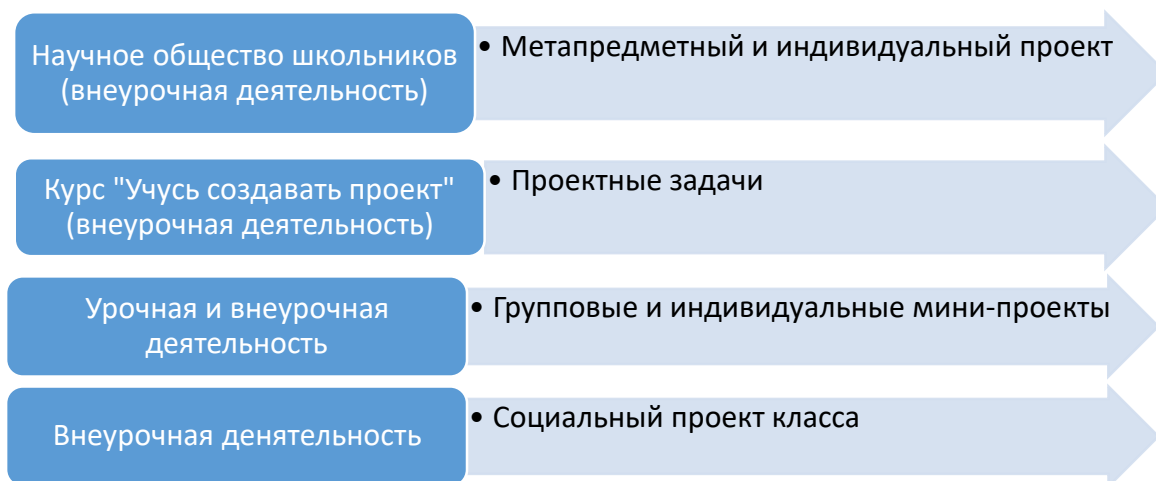 Научное общество школьников
(внеурочная деятельность)
• Метапредметный и индивидуальный проект
Курс "Учусь создавать проект"
(внеурочная деятельность)
• Проектные задачи
Урочная и внеурочная
деятельность
• Групповые и индивидуальные мини-проекты
Внеурочная денятельность
• Социальный проект класса